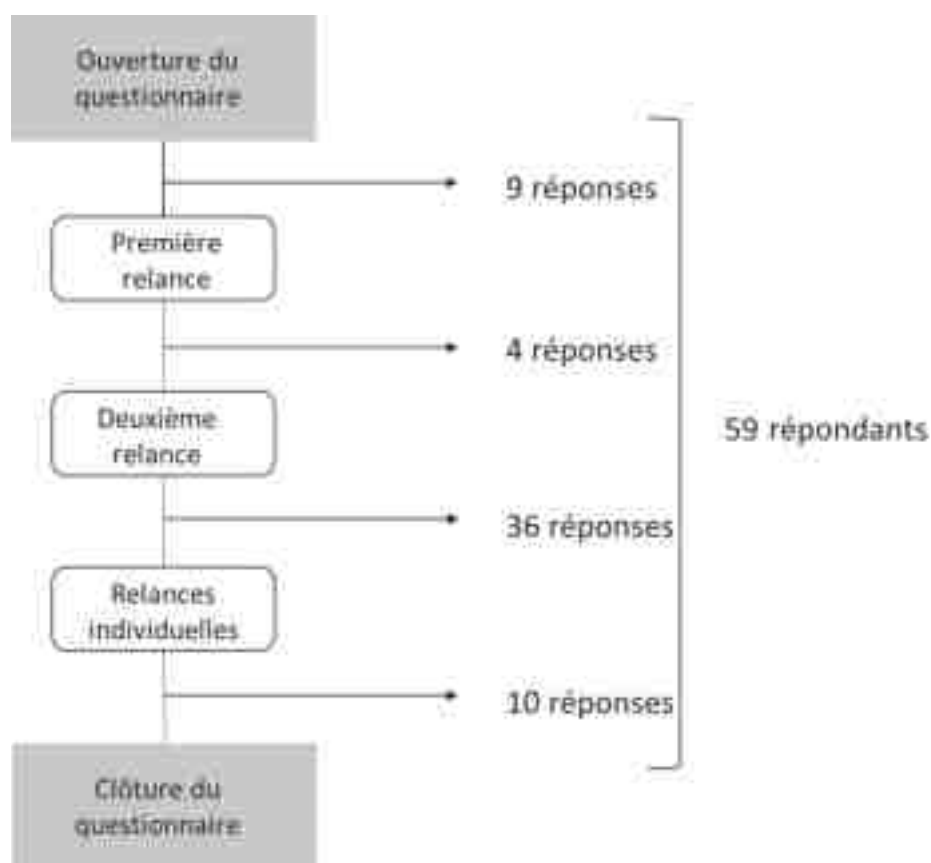 Ouverture du
questionnaire
9 réponses
Première
relance
4 réponses
Deuxième
relance
59 répondants
36 réponses
Relances
individuelles
10 réponses
Clôture du
questionnaire